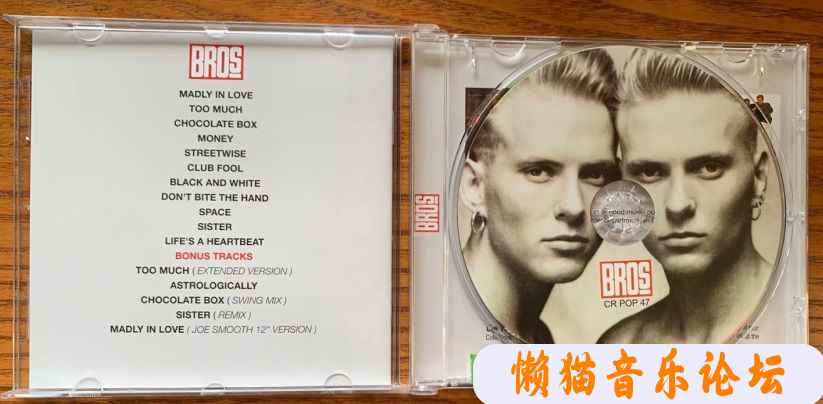 BROS
MADLY IN LOVE
TOO MUCH
CHOCOLATE BOX
MONEY
STREETWISE
CLUB FOOL
BLACK AND WHITE
DON'T BITE THE HAND
SPACE
SISTER
LIFE'S A HEARTBEAT
BONUS TRACKS
TOO MUCH ( EXTENDED VERSION )
ASTROLOGICALLY
CHOCOLATE BOX ( SWING MIX )
SISTER ( REMIX )
MADLY IN LOVE ( JOE SMOOTH 12" VERSION )
BROS
BROS
CR POP 47
懒猫音乐论坛